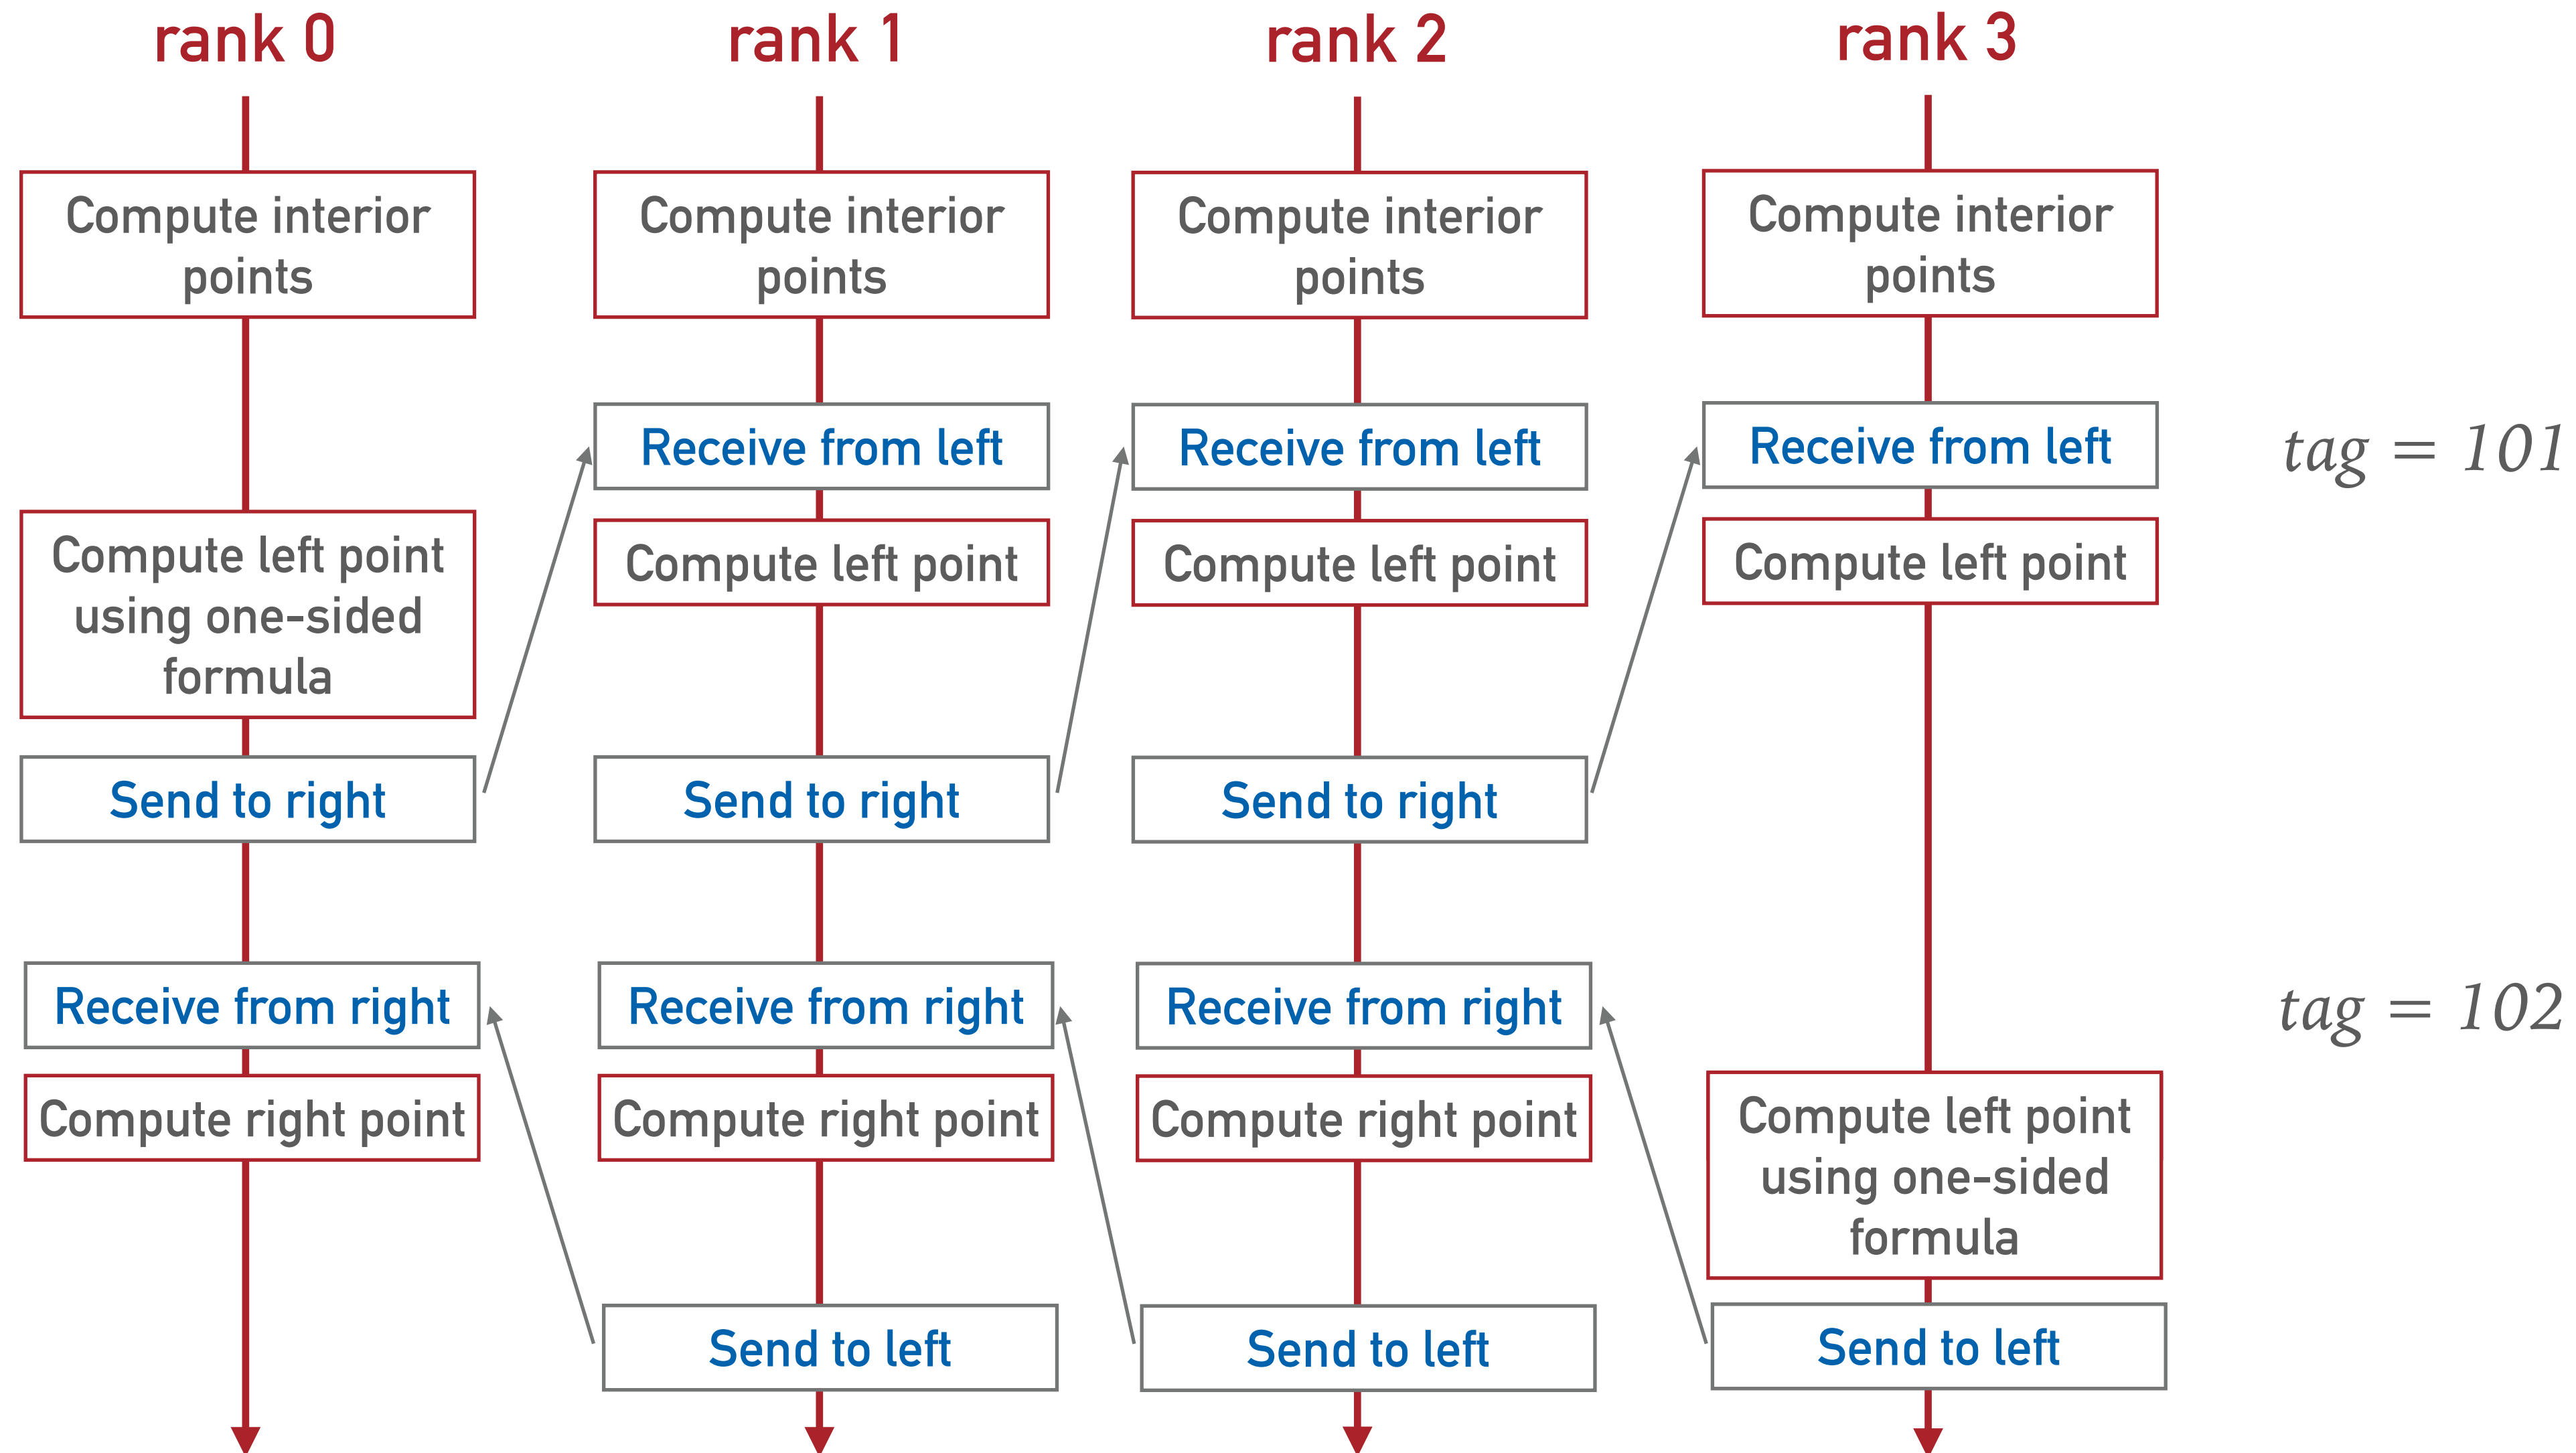 rank 0
rank 1
rank 2
rank 3
Compute interior
points
Compute interior
points
Compute interior
points
Compute interior
points
Receive from left
Receive from left
Receive from left
tag = 101
Compute left point
using one-sided
formula
Compute left point
Compute left point
Compute left point
Send to right
Send to right
Send to right
Receive from right
Receive from right
Receive from right
tag = 102
Compute right point
Compute right point
Compute right point
Compute left point
using one-sided
formula
Send to left
Send to left
Send to left